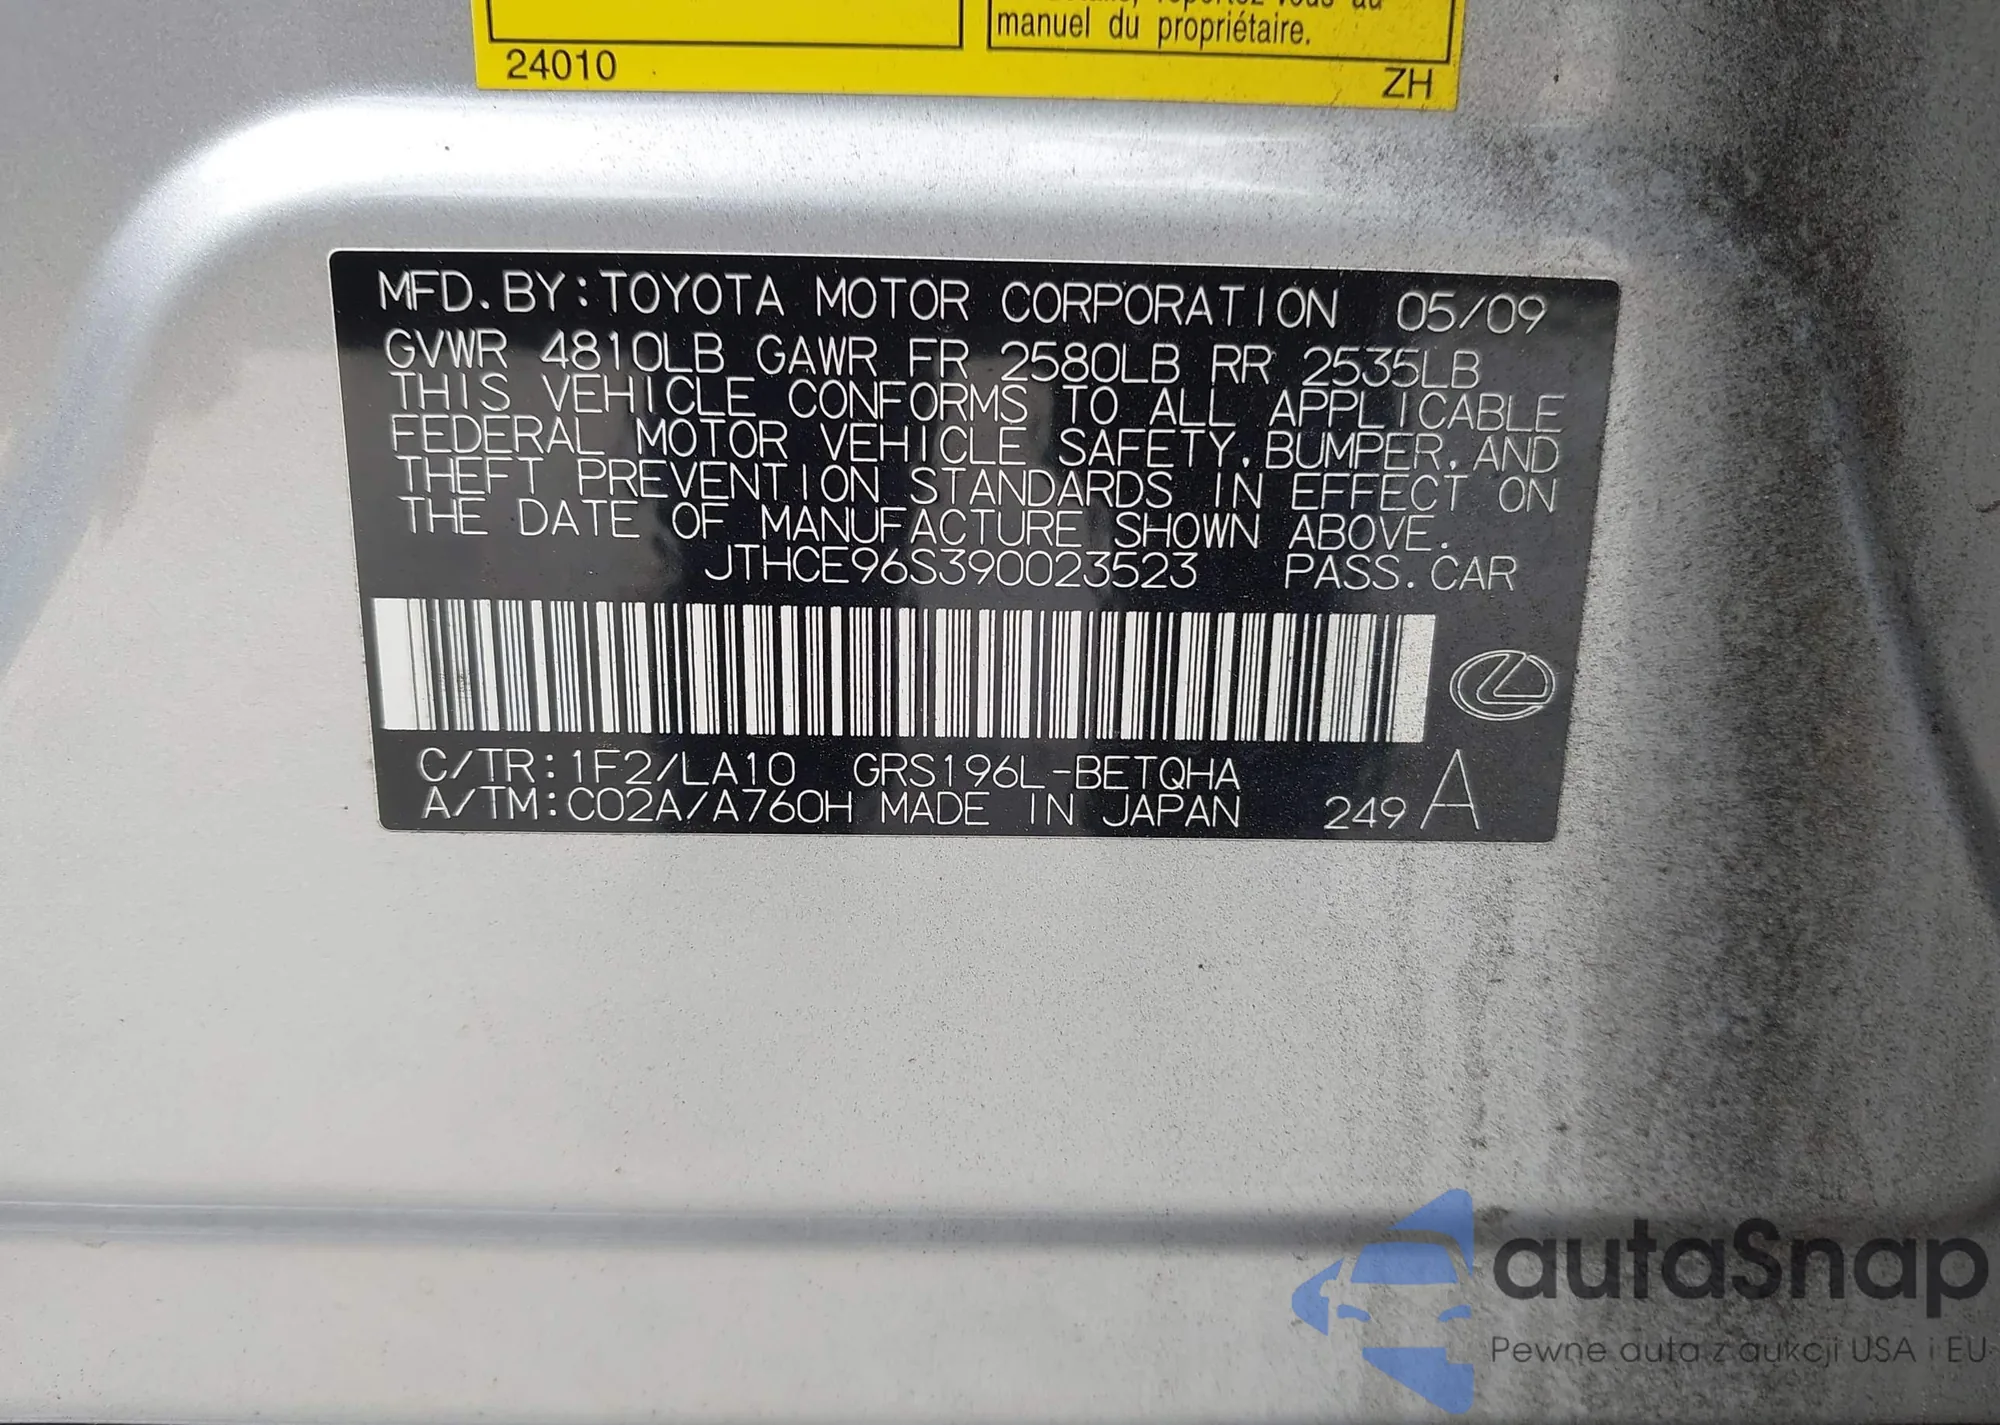 manuel du propriétaire.
24010
ZH
MFD. BY: TOYOTA MOTOR CORPORATION 05/09
GVWR 4810LB GAWR FR 2580LB RR 2535LB
THIS VEHICLE CONFORMS TO ALL APPLICABLE
FEDERAL MOTOR VEHICLE SAFETY, BUMPER, AND
THEFT PREVENTION STANDARDS IN EFFECT ON
THE DATE OF MANUFACTURE SHOWN ABOVE.
JTHCE96S390023523 PASS. CAR
C/TR: 1F2/LA10 GRS196L-BETQHA
A/TM: C02A/A760H MADE IN JAPAN 249 A
autoSnap
Pewne auta z aukcji USA i EU